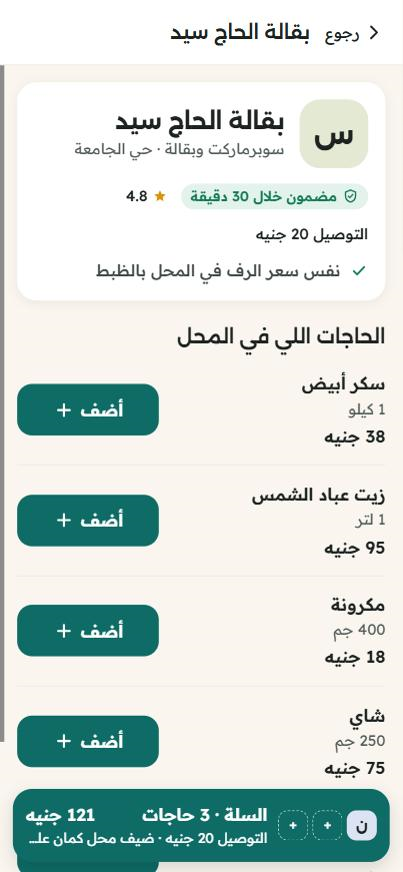 رجوع بقالة الحاج سيد
س
بقالة الحاج سيد
سوبرماركت وبقالة · حي الجامعة
مضمون خلال 30 دقيقة
4.8
التوصيل 20 جنيه
نفس سعر الرف في المحل بالظبط
الحاجات اللي في المحل
سكر أبيض
1 كيلو
38 جنيه
أضف +
زيت عباد الشمس
1 لتر
95 جنيه
أضف +
مكرونة
400 جم
18 جنيه
أضف +
شاي
250 جم
75 جنيه
أضف +
ن + +
السلة · 3 حاجات 121 جنيه
التوصيل 20 جنيه · ضيف محل كمان علـ...